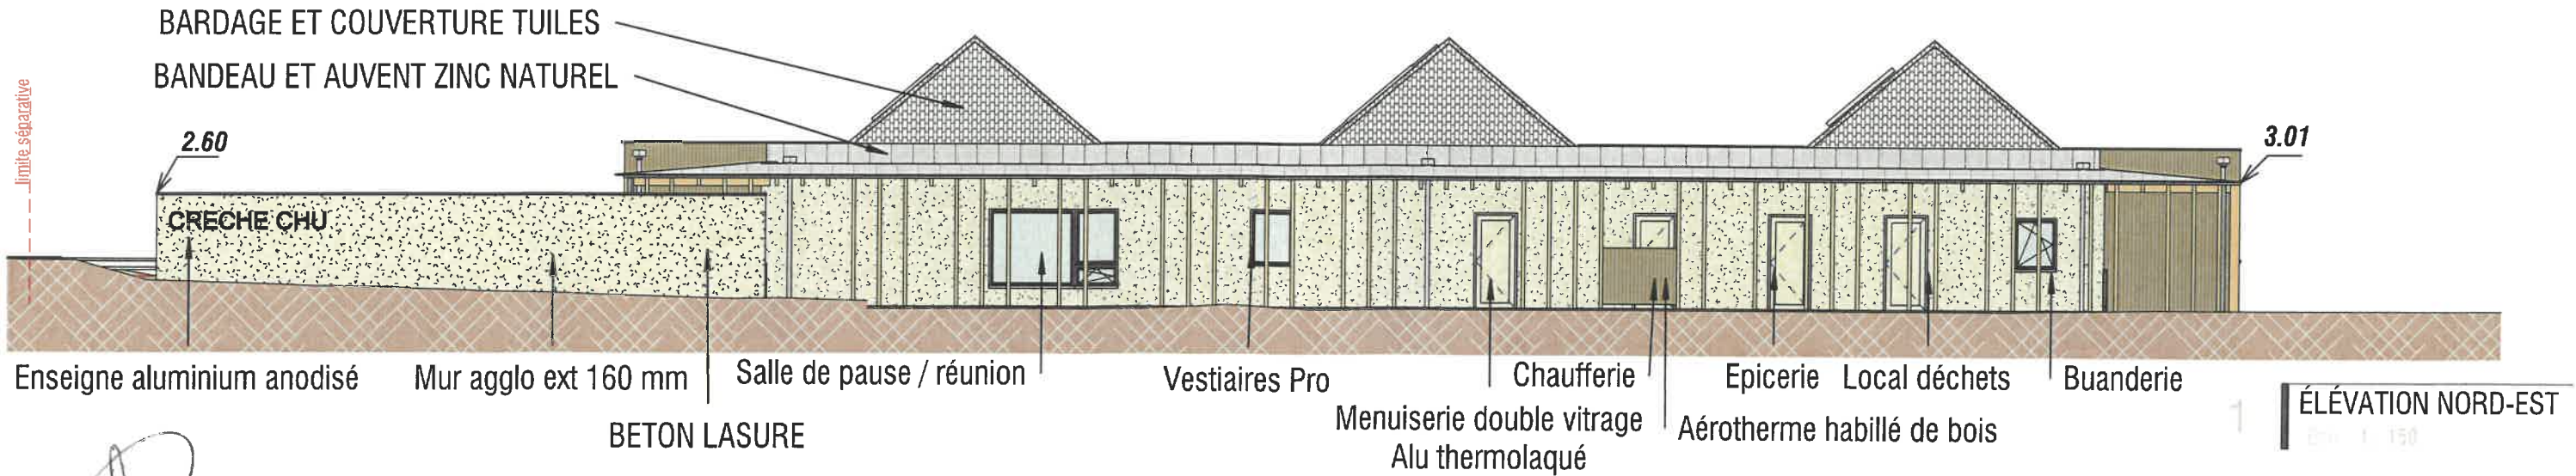 BARDAGE ET COUVERTURE TUILES
BANDEAU ET AUVENT ZINC NATUREL
limite séparative
2.60
3.01
CRECHE CHU
Enseigne aluminium anodisé
Mur agglo ext 160 mm
Salle de pause / réunion
Vestiaires Pro
Chaufferie
Epicerie
Local déchets
Buanderie
BETON LASURE
Menuiserie double vitrage
Alu thermolaqué
Aérotherme habillé de bois
1
ÉLÉVATION NORD-EST
1 150